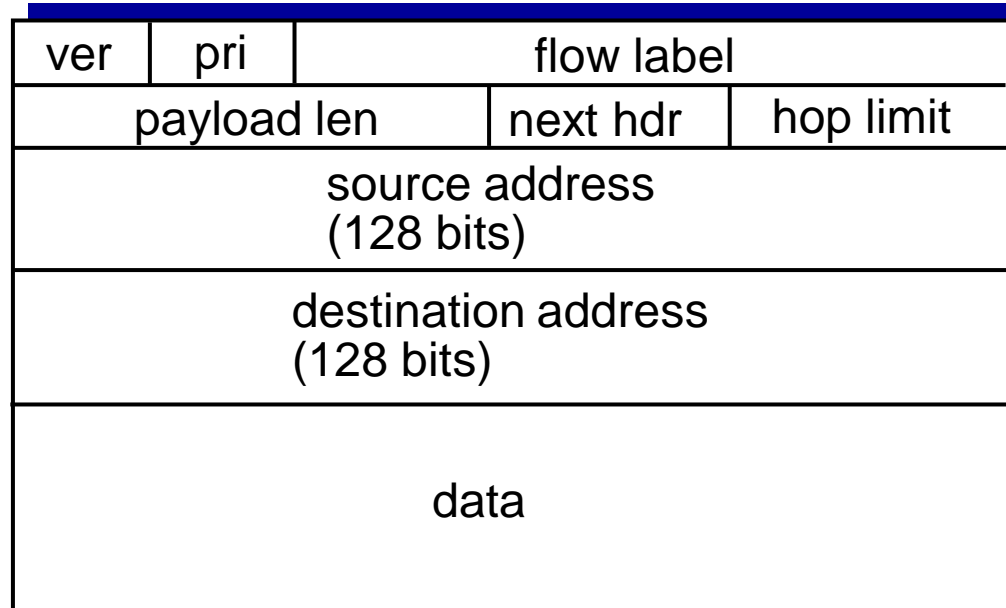 ver pri flow label
payload len next hdr hop limit
source address
(128 bits)
destination address
(128 bits)
data